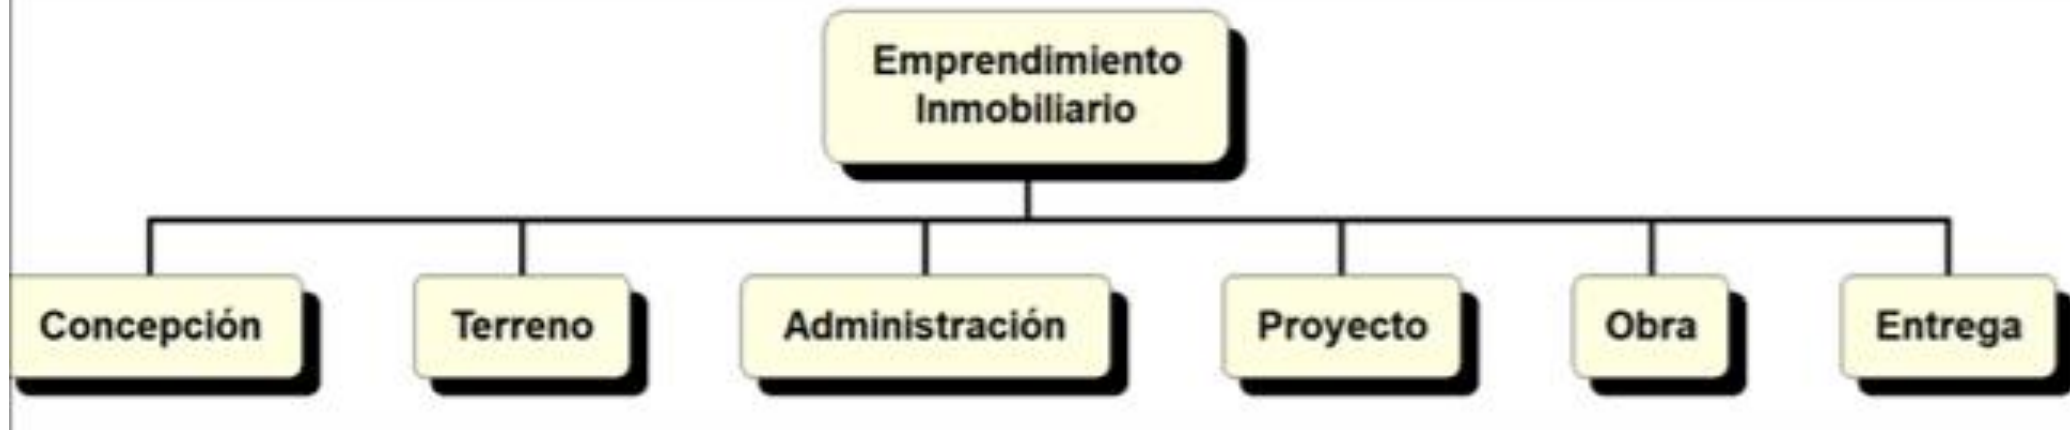 Emprendimiento
Inmobiliario
Concepción
Terreno
Administración
Proyecto
Obra
Entrega